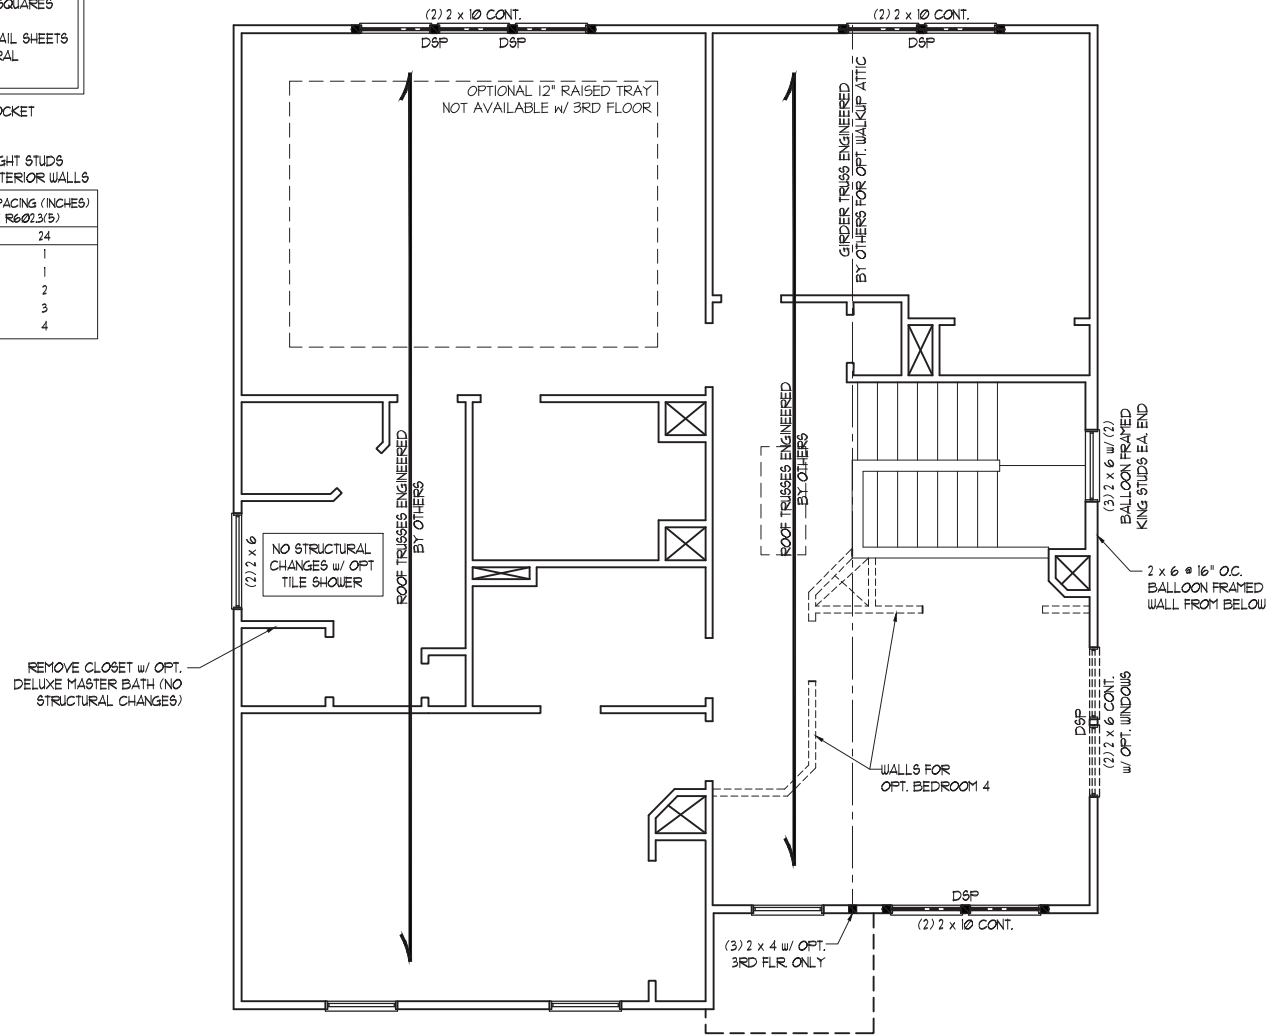 SQUARES
AIL SHEETS
RAL
OCKET
GHT STUDS
TERIOR WALLS
PACING (INCHES)
R602.3(5)
24
1
1
2
3
4
(2) 2 x 10 CONT.
DSP
DSP
(2) 2 x 10 CONT.
DSP
OPTIONAL 12" RAISED TRAY
NOT AVAILABLE w/ 3RD FLOOR
GIRDER TRUSS ENGINEERED
BY OTHERS FOR OPT. WALKUP ATTIC
ROOF TRUSSES ENGINEERED
BY OTHERS
ROOF TRUSSES ENGINEERED
BY OTHERS
(3) 2 x 6 w/ (2)
BALLOON FRAMED
KING STUDS EA. END
(2) 2 x 6
NO STRUCTURAL
CHANGES w/ OPT
TILE SHOWER
2 x 6 @ 16" O.C.
BALLOON FRAMED
WALL FROM BELOW
REMOVE CLOSET w/ OPT.
DELUXE MASTER BATH (NO
STRUCTURAL CHANGES)
DSP
(2) 2 x 6 CONT.
w/ OPT. WINDOWS
WALLS FOR
OPT. BEDROOM 4
DSP
(2) 2 x 10 CONT.
(3) 2 x 4 w/ OPT.
3RD FLR. ONLY